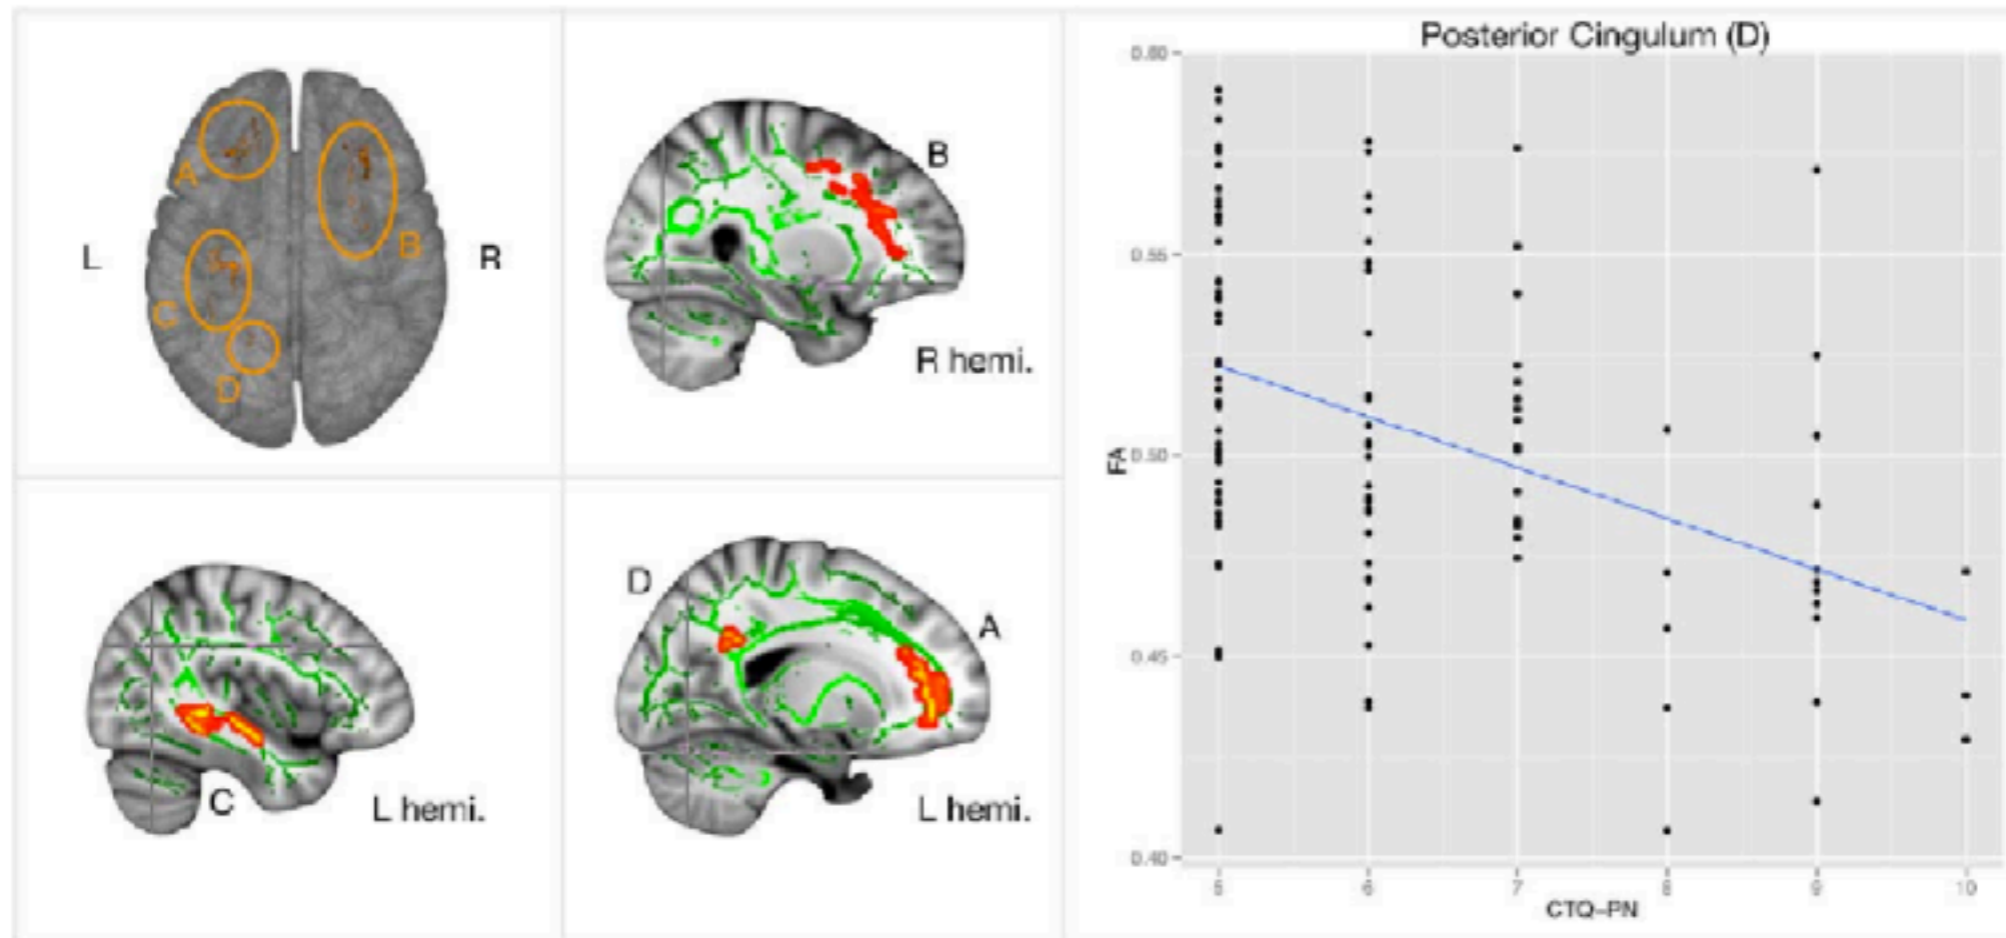 A
B
L
R
C
D
B
R hemi.
C
L hemi.
D
A
L hemi.
Posterior Cingulum (D)
0.60
0.55
0.50
0.45
0.40
FA
5 6 7 8 9 10
CTQ-PN